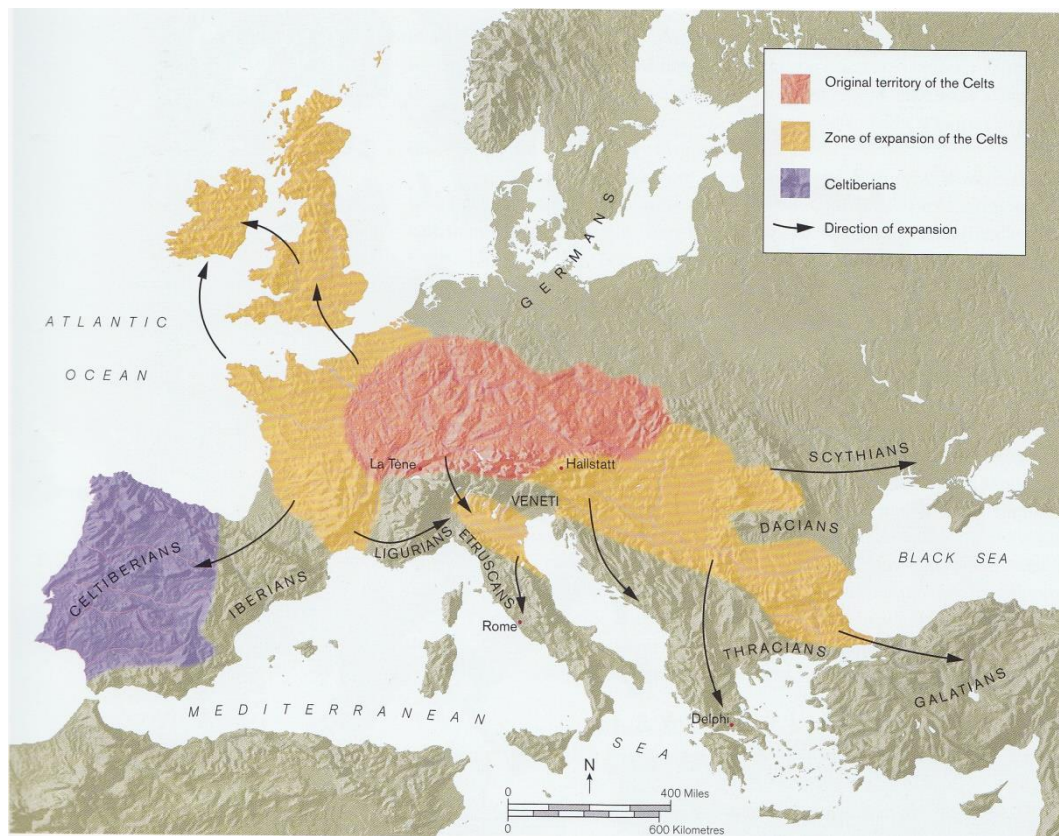 Original territory of the Celts
Zone of expansion of the Celts
Celtiberians
Direction of expansion
GERMANS
ATLANTIC
OCEAN
La Tene
Hallstatt
SCYTHIANS
VENETI
DACIANS
BLACK SEA
LIGURIANS
ETRUSCANS
CELTIBERIANS
IBERIANS
Rome
THRACIANS
GALATIANS
MEDITERRANEAN
SEA
Delphi
N
0 400 Miles
0 600 Kilometres